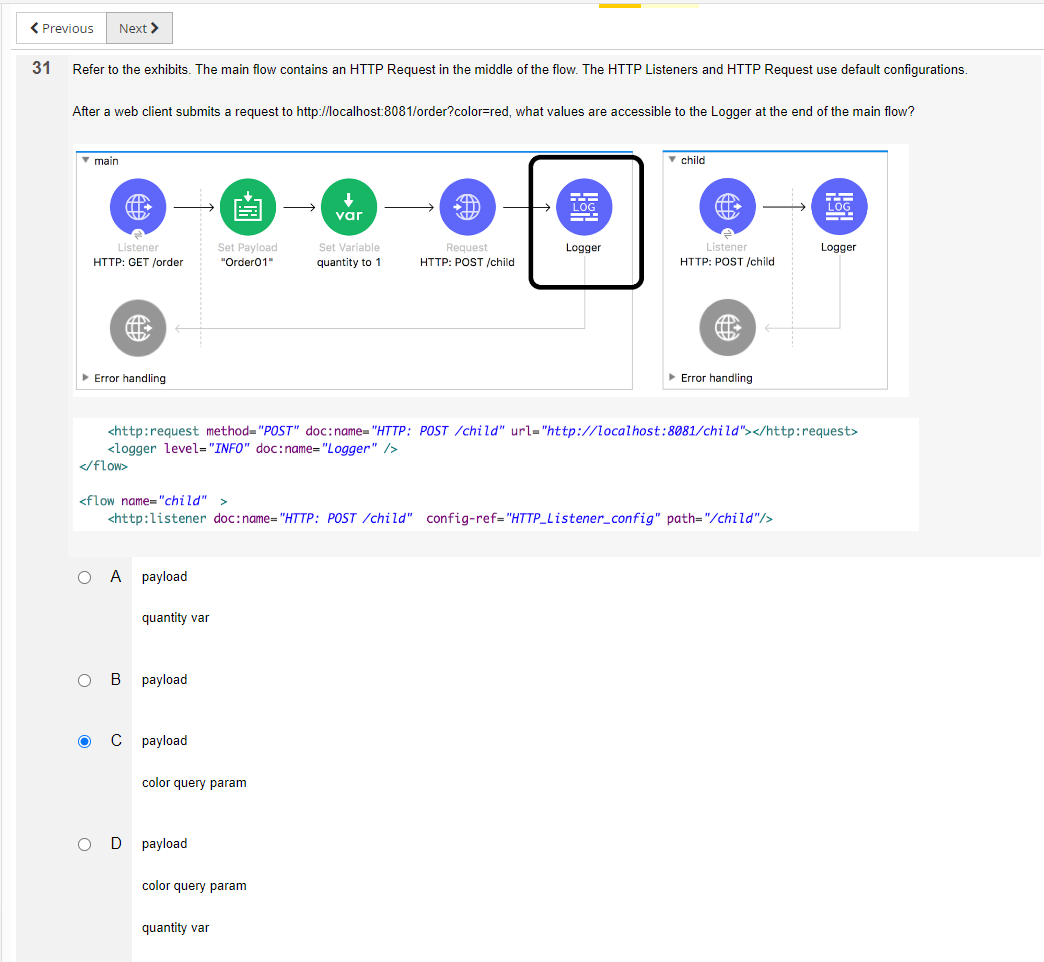 Previous
Next
31 Refer to the exhibits. The main flow contains an HTTP Request in the middle of the flow. The HTTP Listeners and HTTP Request use default configurations.
After a web client submits a request to http://localhost:8081/order?color=red, what values are accessible to the Logger at the end of the main flow?
main
var
LOG
Listener
HTTP: GET /order
Set Payload
"Order01"
Set Variable
quantity to 1
Request
HTTP: POST /child
Logger
Error handling
child
LOG
Listener
HTTP: POST /child
Logger
Error handling
<http:request method="POST" doc:name="HTTP: POST /child" url="http://localhost:8081/child"></http:request>
<logger level="INFO" doc:name="Logger" />
</flow>
<flow name="child" >
<http:listener doc:name="HTTP: POST /child" config-ref="HTTP_Listener_config" path="/child"/>
A payload
quantity var
B payload
C payload
color query param
D payload
color query param
quantity var